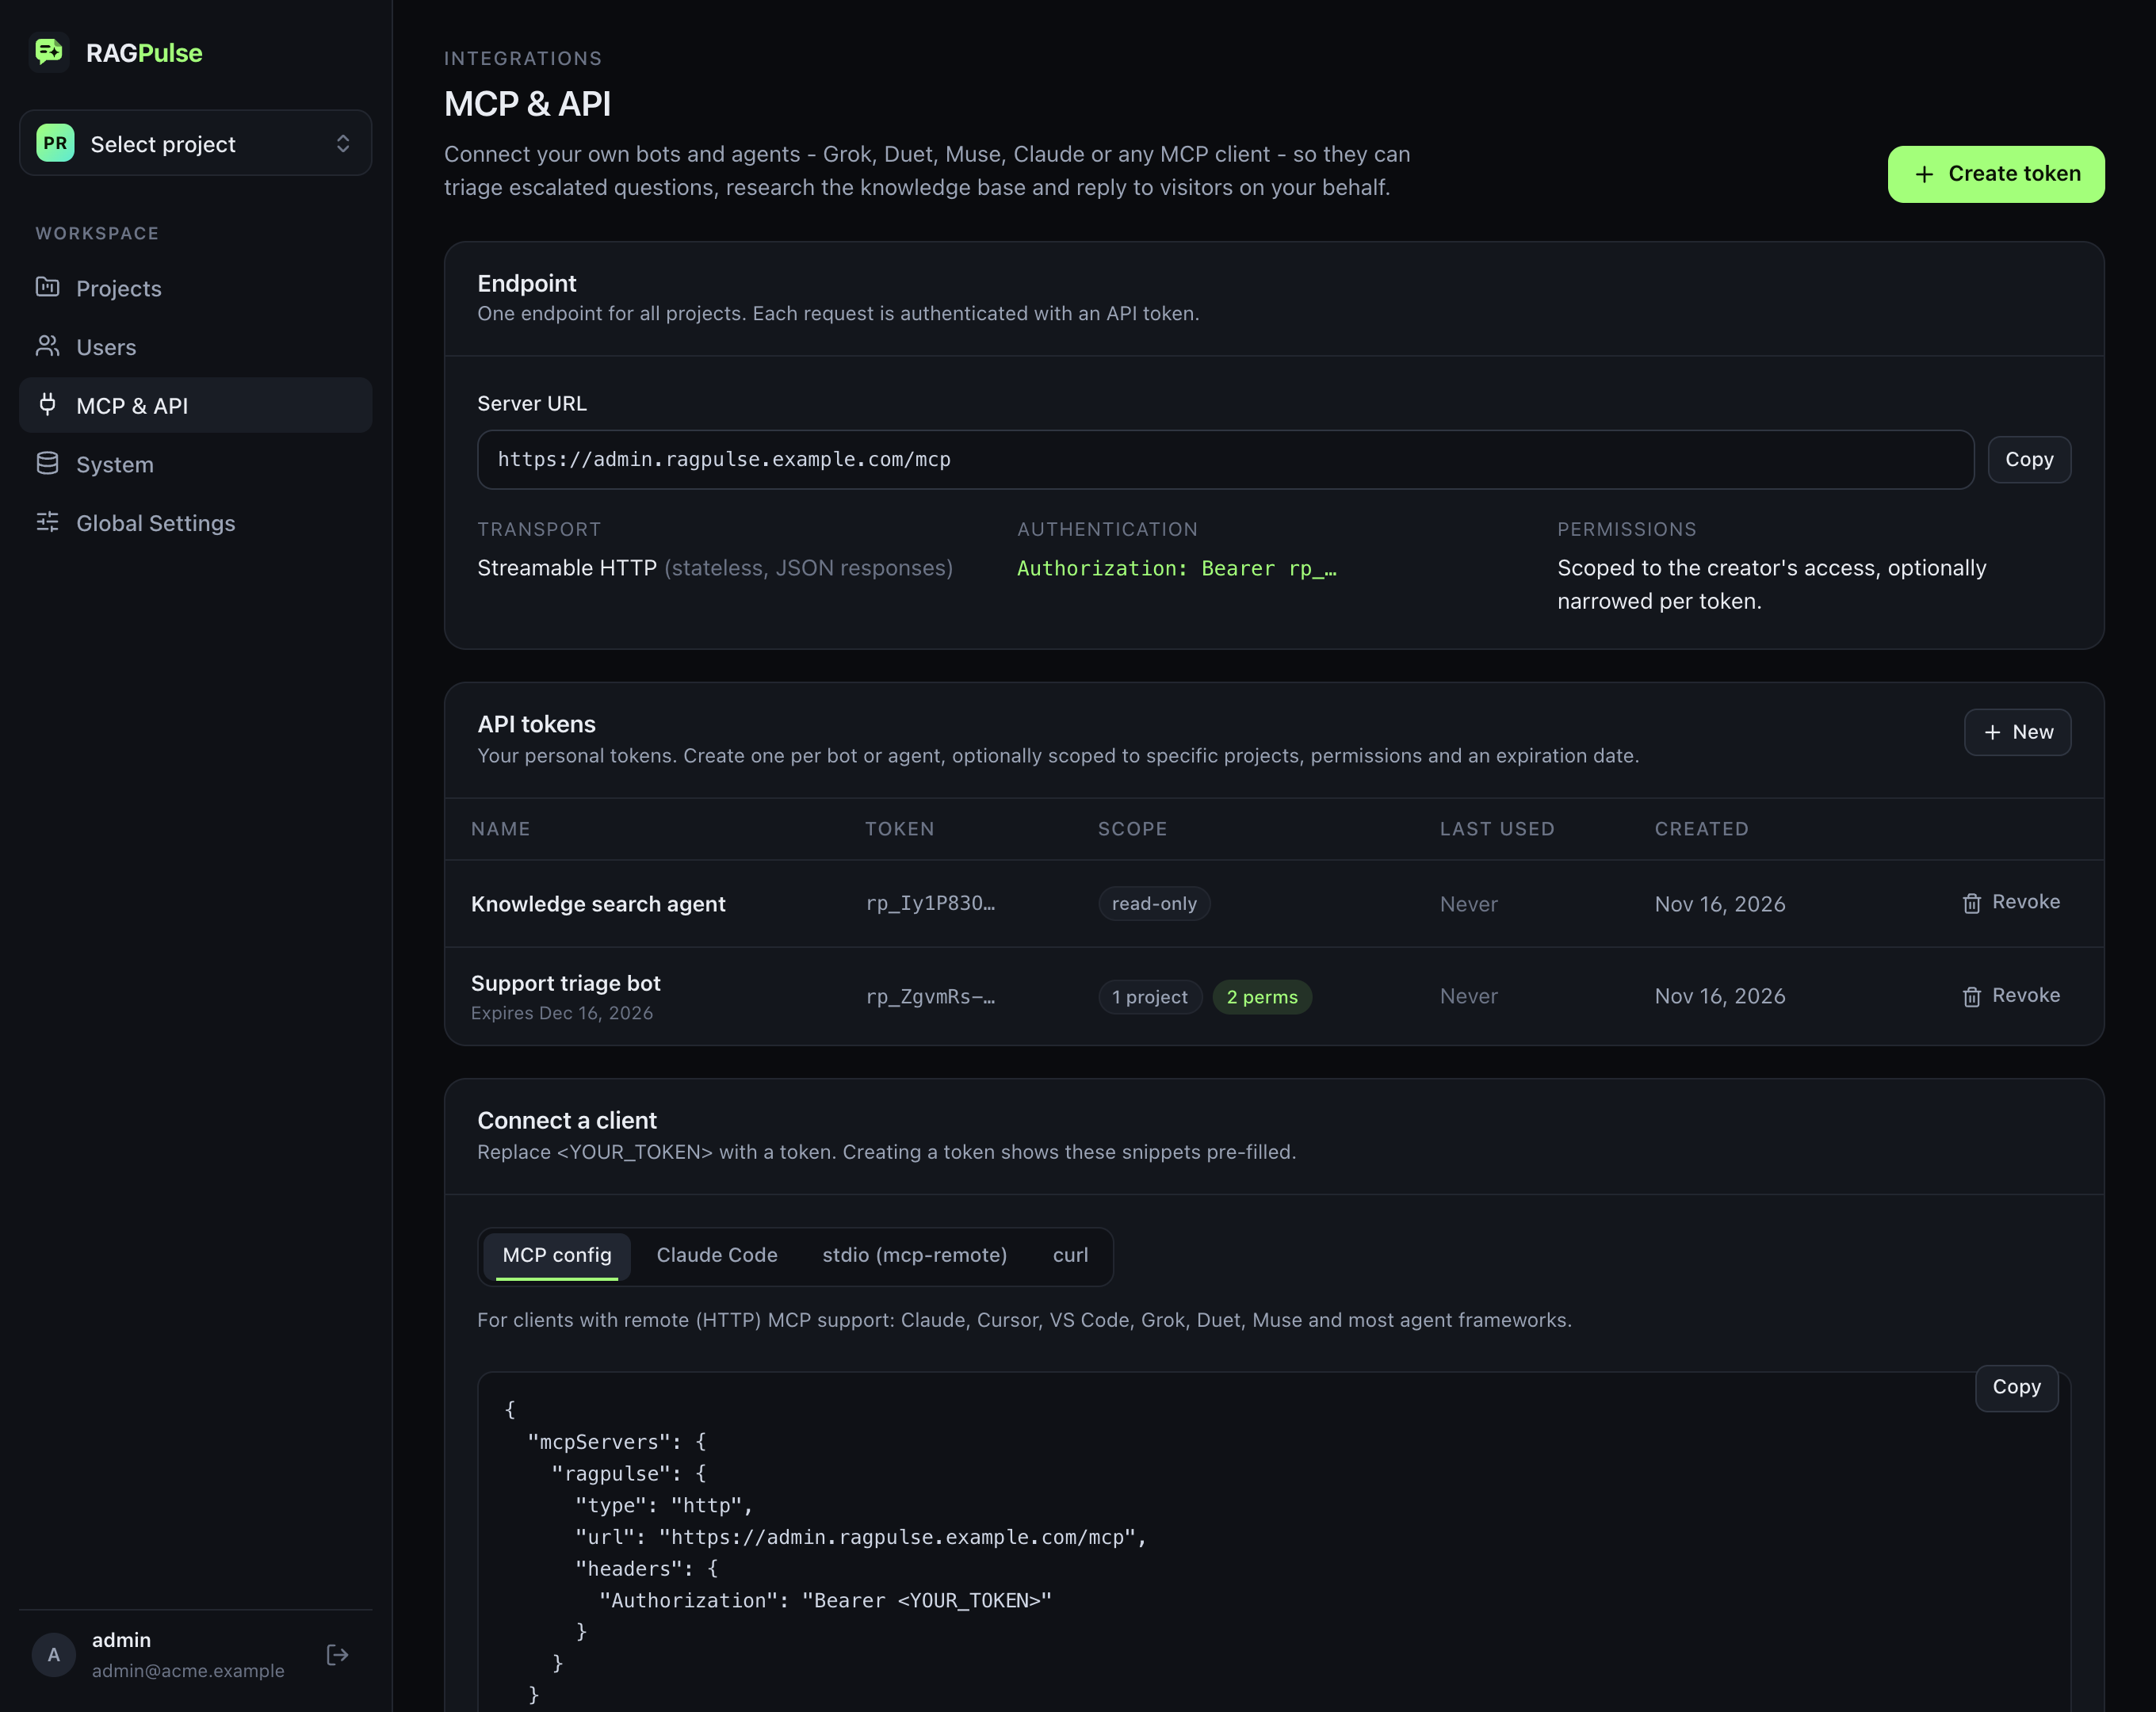 RAGPulse
PR Select project
WORKSPACE
Projects
Users
MCP & API
System
Global Settings
A
admin
admin@acme.example
INTEGRATIONS
MCP & API
Connect your own bots and agents - Grok, Duet, Muse, Claude or any MCP client - so they can
triage escalated questions, research the knowledge base and reply to visitors on your behalf.
+ Create token
Endpoint
One endpoint for all projects. Each request is authenticated with an API token.
Server URL
https://admin.ragpulse.example.com/mcp
Copy
TRANSPORT
Streamable HTTP (stateless, JSON responses)
AUTHENTICATION
Authorization: Bearer rp_…
PERMISSIONS
Scoped to the creator's access, optionally
narrowed per token.
API tokens
Your personal tokens. Create one per bot or agent, optionally scoped to specific projects, permissions and an expiration date.
+ New
NAME TOKEN SCOPE LAST USED CREATED
Knowledge search agent rp_Iy1P83O… read-only Never Nov 16, 2026 Revoke
Support triage bot rp_ZgvmRs-… 1 project 2 perms Never Nov 16, 2026 Revoke
Expires Dec 16, 2026
Connect a client
Replace <YOUR_TOKEN> with a token. Creating a token shows these snippets pre-filled.
MCP config Claude Code stdio (mcp-remote) curl
For clients with remote (HTTP) MCP support: Claude, Cursor, VS Code, Grok, Duet, Muse and most agent frameworks.
Copy
{
"mcpServers": {
"ragpulse": {
"type": "http",
"url": "https://admin.ragpulse.example.com/mcp",
"headers": {
"Authorization": "Bearer <YOUR_TOKEN>"
}
}
}